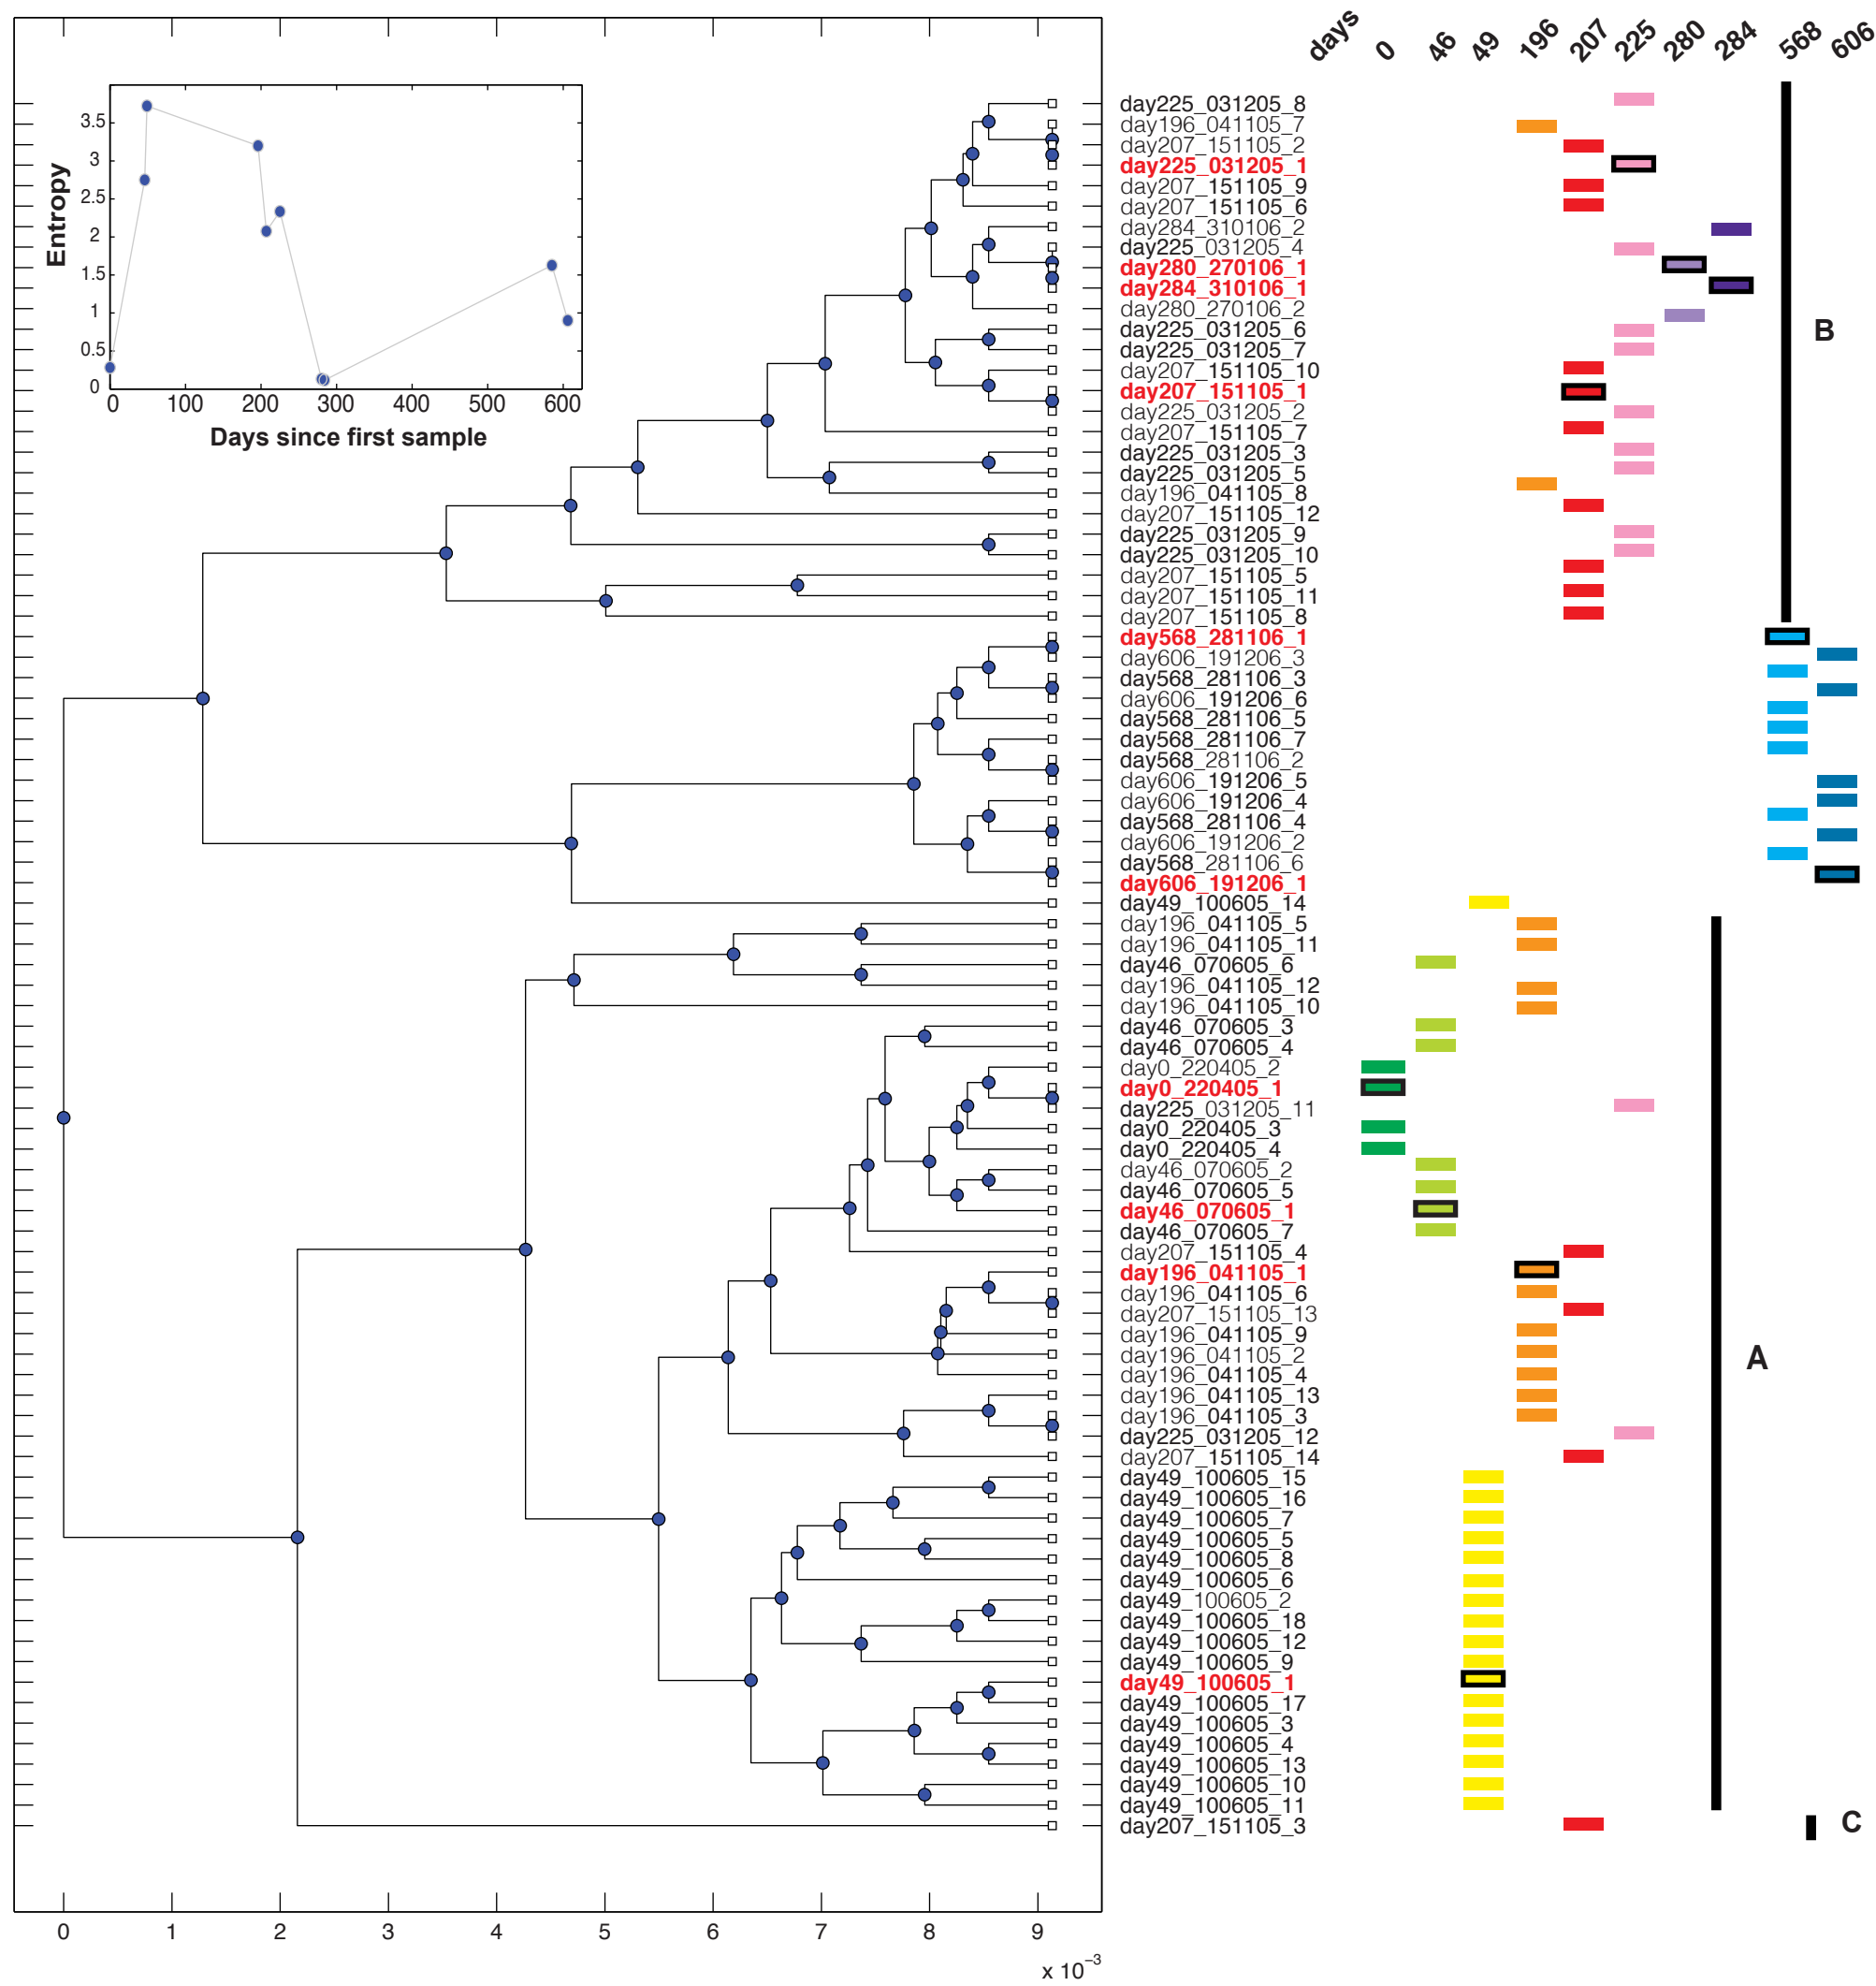 days 0 46 49 196 207 225 280 284 568 606
3.5
3
2.5
2
1.5
1
0.5
0
Entropy
0 100 200 300 400 500 600
Days since first sample
day225_031205_8
day196_041105_7
day207_151105_2
day225_031205_1
day207_151105_9
day207_151105_6
day284_310106_2
day225_031205_4
day280_270106_1
day284_310106_1
day280_270106_2
day225_031205_6
day225_031205_7
day207_151105_10
day207_151105_1
day225_031205_2
day207_151105_7
day225_031205_3
day225_031205_5
day196_041105_8
day207_151105_12
day225_031205_9
day225_031205_10
day207_151105_5
day207_151105_11
day207_151105_8
B
day568_281106_1
day606_191206_3
day568_281106_3
day606_191206_6
day568_281106_5
day568_281106_7
day568_281106_2
day606_191206_5
day606_191206_4
day568_281106_4
day606_191206_2
day568_281106_6
day606_191206_1
day49_100605_14
day196_041105_5
day196_041105_11
day46_070605_6
day196_041105_12
day196_041105_10
day46_070605_3
day46_070605_4
day0_220405_2
day0_220405_1
day225_031205_11
day0_220405_3
day0_220405_4
day46_070605_2
day46_070605_5
day46_070605_1
day46_070605_7
day207_151105_4
day196_041105_1
day196_041105_6
day207_151105_13
day196_041105_9
day196_041105_2
day196_041105_4
day196_041105_13
day196_041105_3
day225_031205_12
day207_151105_14
A
day49_100605_15
day49_100605_16
day49_100605_7
day49_100605_5
day49_100605_8
day49_100605_6
day49_100605_2
day49_100605_18
day49_100605_12
day49_100605_9
day49_100605_1
day49_100605_17
day49_100605_3
day49_100605_4
day49_100605_13
day49_100605_10
day49_100605_11
day207_151105_3
C
0 1 2 3 4 5 6 7 8 9
x 10⁻³